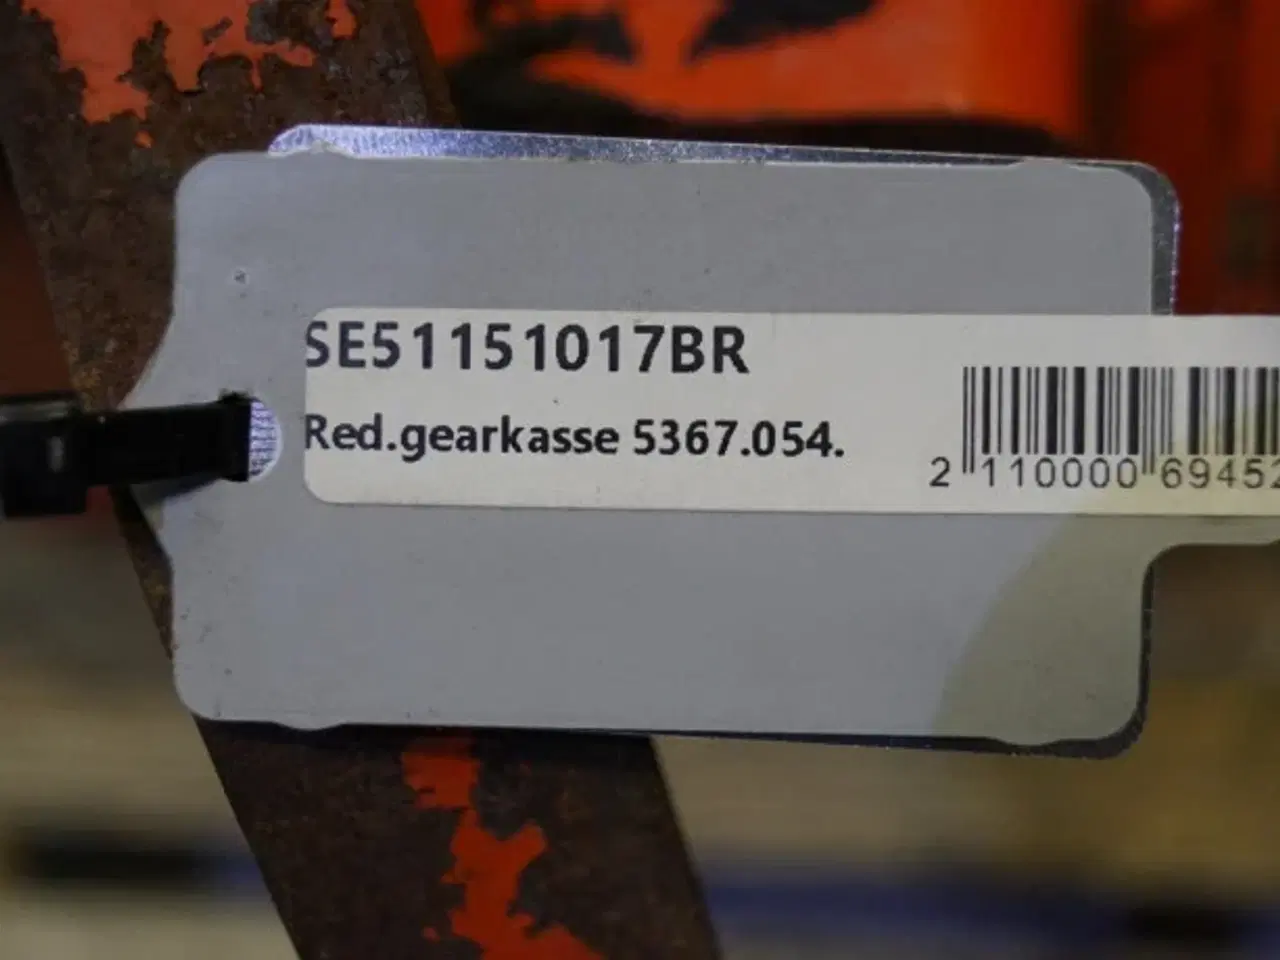 SE51151017BR
Red.gearkasse 5367.054.
2 110000 69452